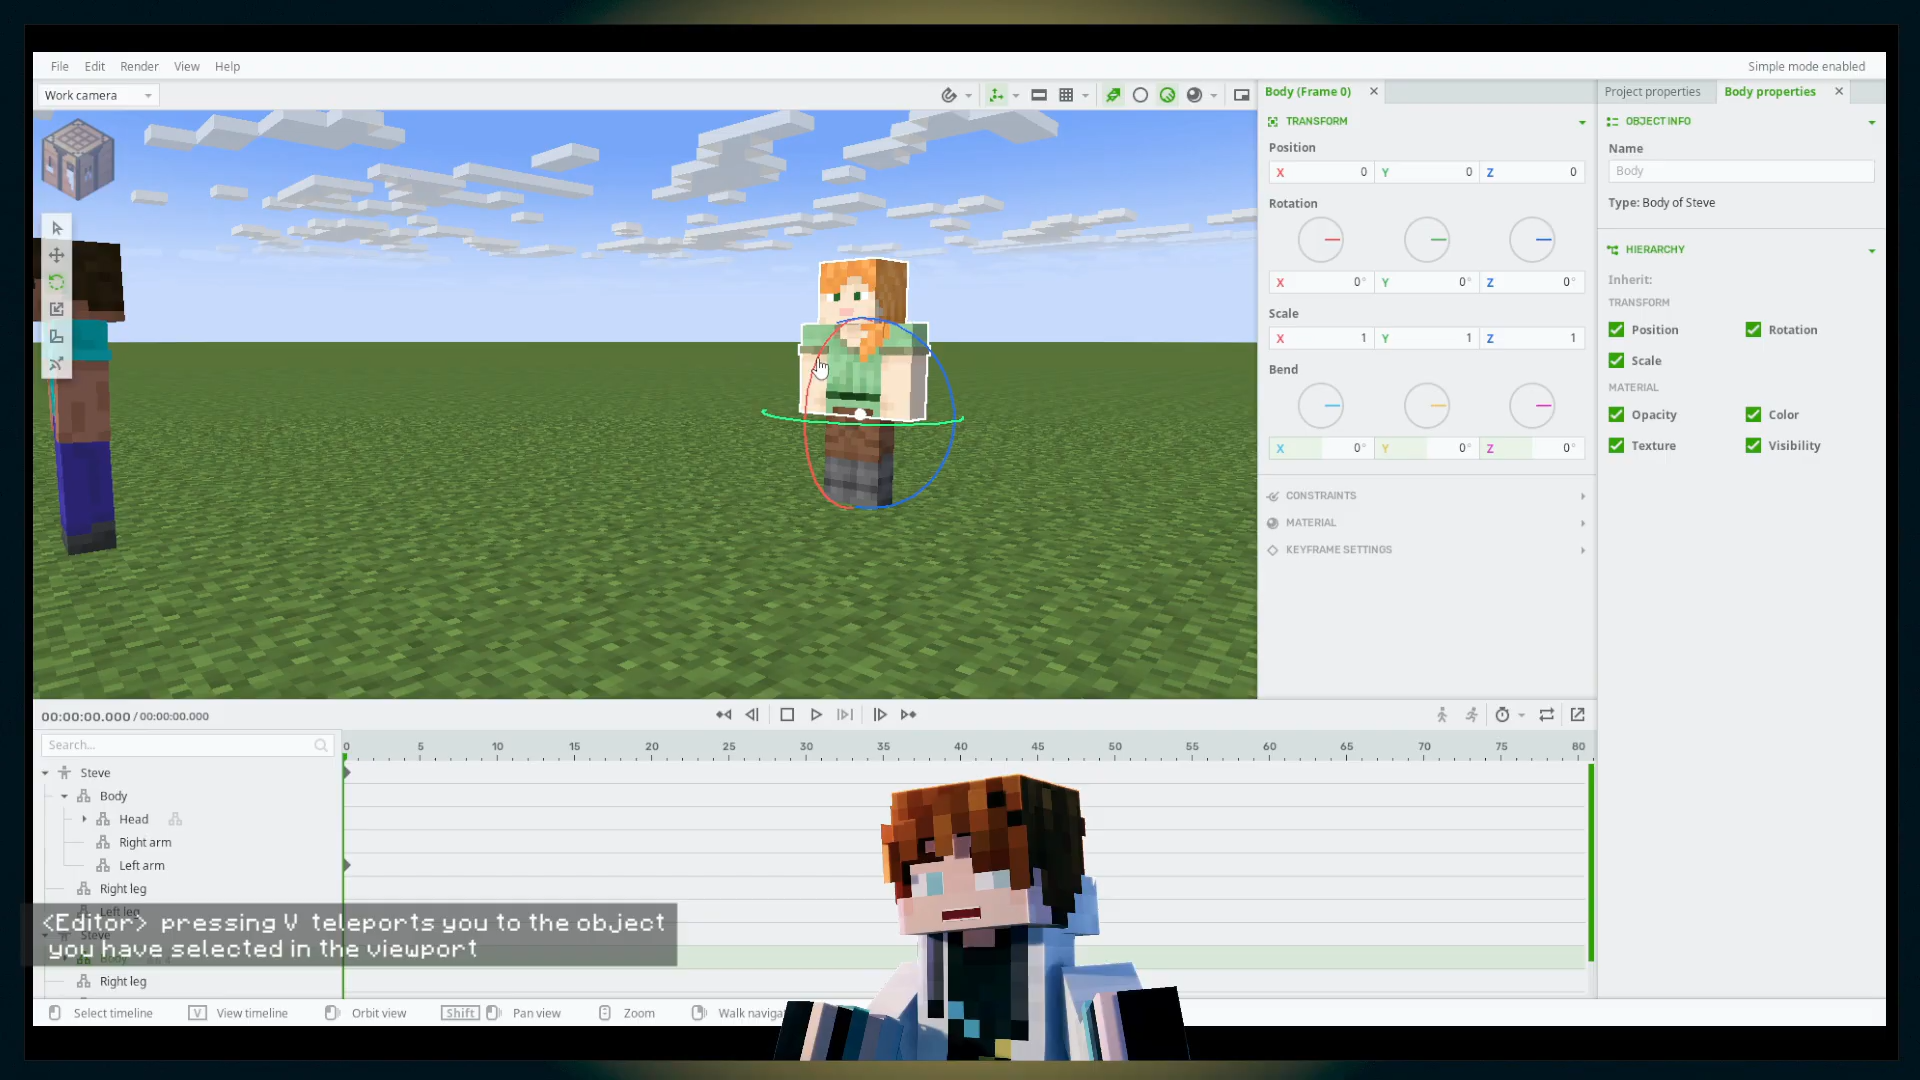 File Edit Render View Help Simple mode enabled
Work camera
Body (Frame 0)
Project properties Body properties
TRANSFORM
Position
X 0 Y 0 Z 0
Rotation
X 0° Y 0° Z 0°
Scale
X 1 Y 1 Z 1
Bend
X 0° Y 0° Z 0°
CONSTRAINTS
MATERIAL
KEYFRAME SETTINGS
OBJECT INFO
Name
Body
Type: Body of Steve
HIERARCHY
Inherit:
TRANSFORM
Position Rotation
Scale
MATERIAL
Opacity Color
Texture Visibility
00:00:00.000 / 00:00:00.000
Search...
0 5 10 15 20 25 30 35 40 45 50 55 60 65 70 75 80
Steve
Body
Head
Right arm
Left arm
Right leg
Left leg
<Editor> pressing V teleports you to the object
you have selected in the viewport
Steve
Body
Right leg
Select timeline V View timeline Orbit view Shift Pan view Zoom Walk naviga